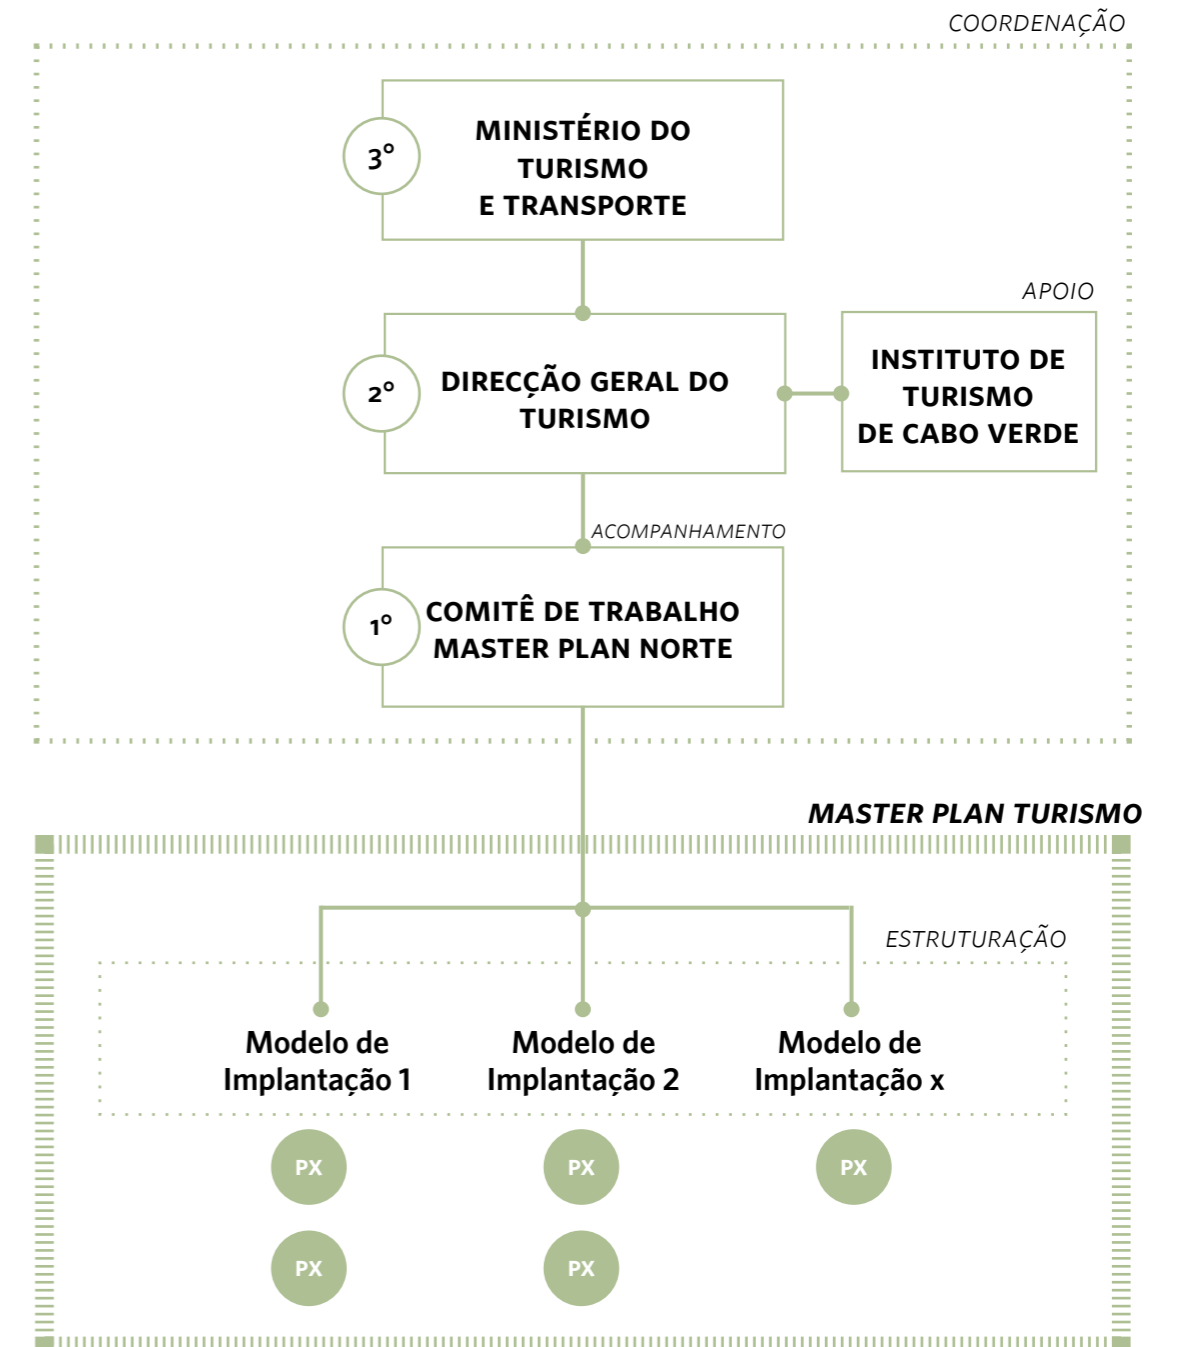 COORDENAÇÃO
3º
MINISTÉRIO DO
TURISMO
E TRANSPORTE
APOIO
2º
DIRECÇÃO GERAL DO
TURISMO
INSTITUTO DE
TURISMO
DE CABO VERDE
ACOMPANHAMENTO
1º
COMITÊ DE TRABALHO
MASTER PLAN NORTE
MASTER PLAN TURISMO
ESTRUTURAÇÃO
Modelo de
Implantação 1
Modelo de
Implantação 2
Modelo de
Implantação x
PX
PX
PX
PX
PX